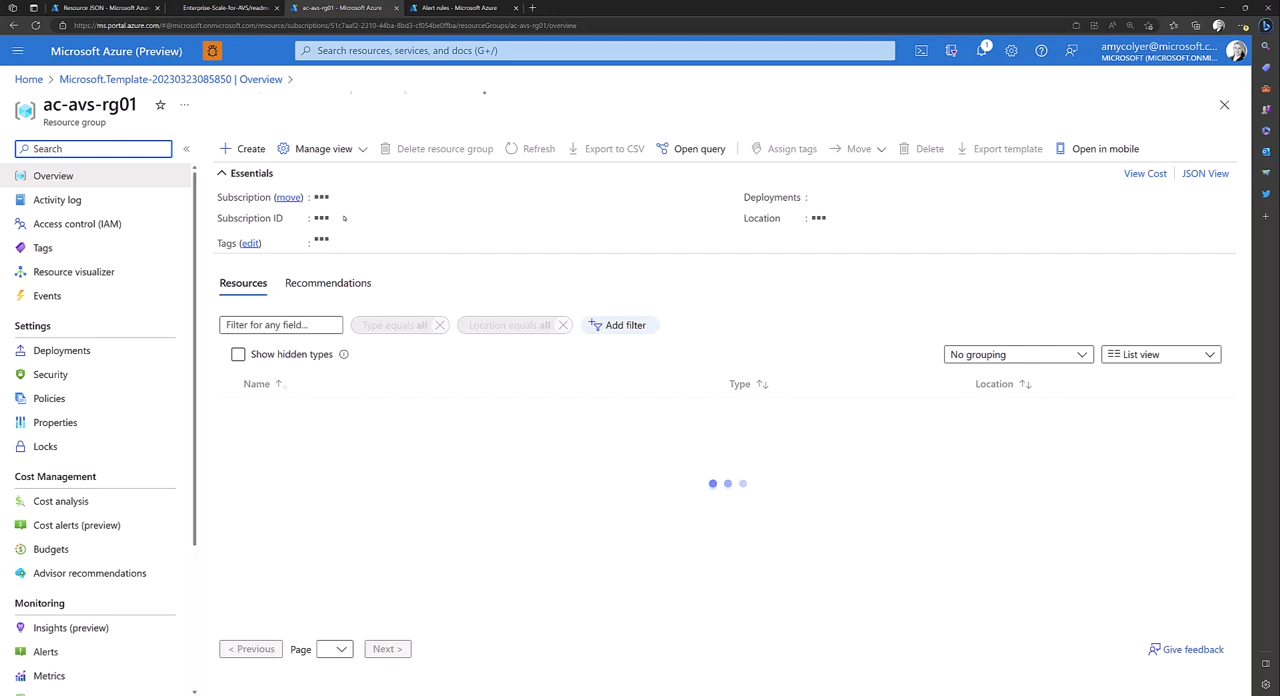 Resource JSON - Microsoft Azure
Enterprise-Scale-for-AVS/readm
ac-avs-rg01 - Microsoft Azure
Alert rules - Microsoft Azure
https://ms.portal.azure.com/#@microsoft.onmicrosoft.com/resource/subscriptions/51c7aaf2-2310-44ba-8bd3-cf054be0ffba/resourceGroups/ac-avs-rg01/overview
Microsoft Azure (Preview)
Search resources, services, and docs (G+/)
1
amycolyer@microsoft.c...
MICROSOFT (MICROSOFT.ONMI...
Home > Microsoft.Template-20230323085850 | Overview >
ac-avs-rg01
Resource group
Search
Create
Manage view
Delete resource group
Refresh
Export to CSV
Open query
Assign tags
Move
Delete
Export template
Open in mobile
Overview
Activity log
Access control (IAM)
Tags
Resource visualizer
Events
Settings
Deployments
Security
Policies
Properties
Locks
Cost Management
Cost analysis
Cost alerts (preview)
Budgets
Advisor recommendations
Monitoring
Insights (preview)
Alerts
Metrics
Essentials
View Cost
JSON View
Subscription (move) :
Deployments :
Subscription ID :
Location :
Tags (edit) :
Resources
Recommendations
Filter for any field...
Type equals all
Location equals all
Add filter
Show hidden types
No grouping
List view
Name
Type
Location
< Previous
Page
Next >
Give feedback